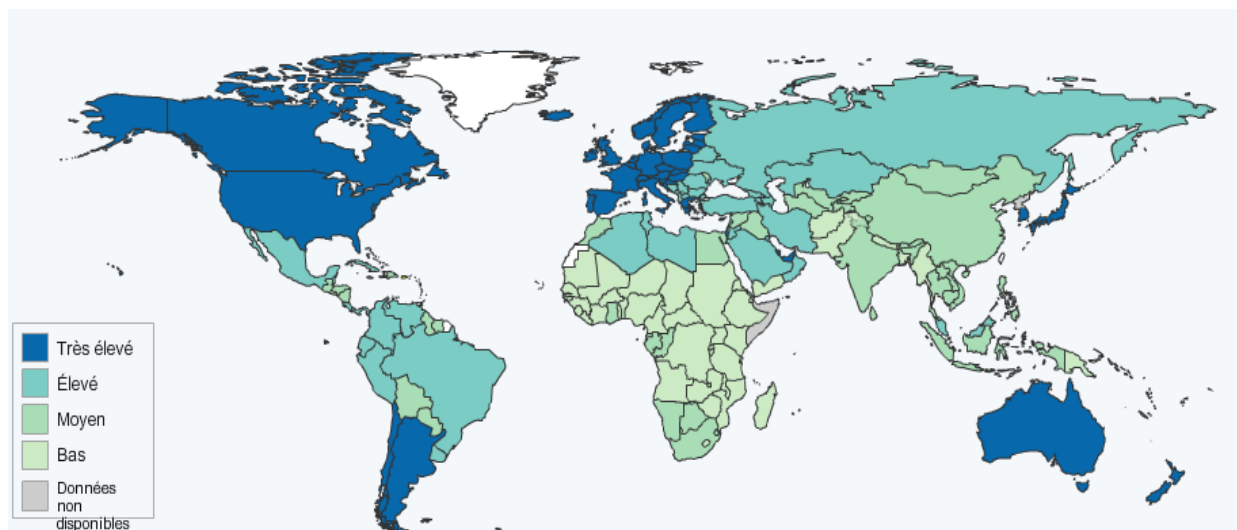 Très élevé
Élevé
Moyen
Bas
Données
non
disponibles